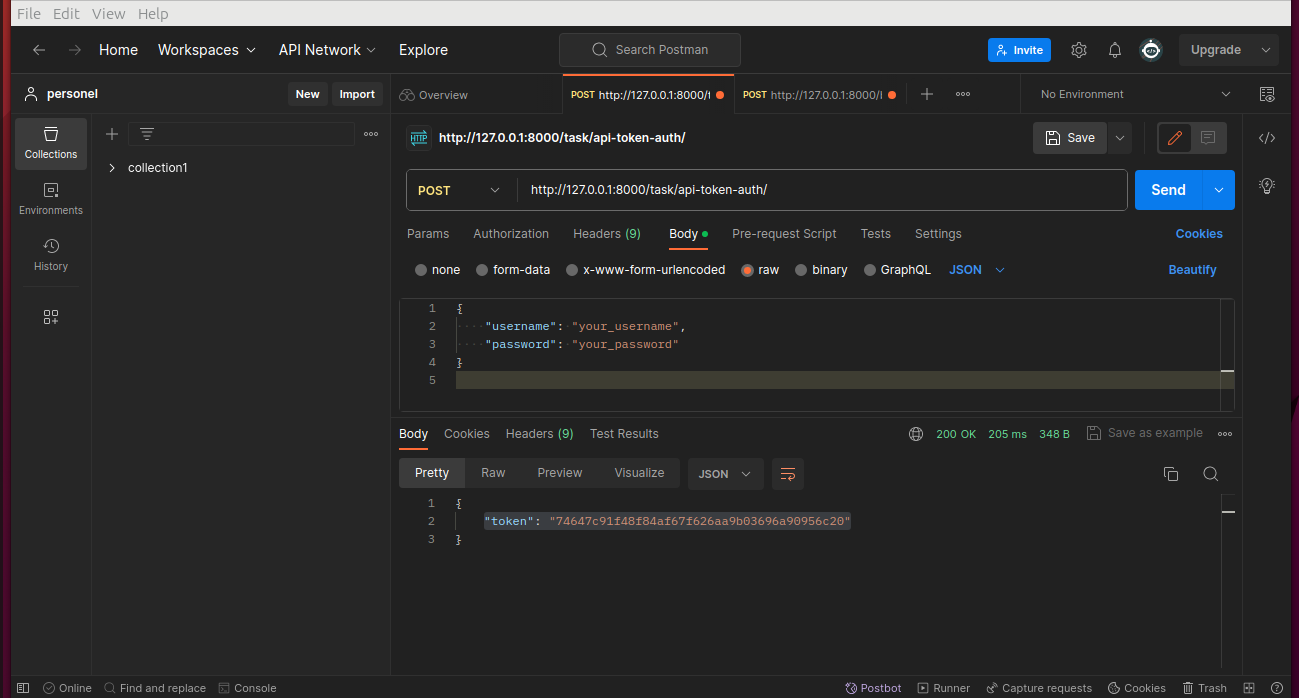 File Edit View Help
Home Workspaces API Network Explore Search Postman Invite Upgrade
personel New Import Overview POST http://127.0.0.1:8000/t POST http://127.0.0.1:8000/ No Environment
Collections
Environments
History
collection1
HTTP http://127.0.0.1:8000/task/api-token-auth/ Save
POST http://127.0.0.1:8000/task/api-token-auth/ Send
Params Authorization Headers (9) Body Pre-request Script Tests Settings Cookies
none form-data x-www-form-urlencoded raw binary GraphQL JSON Beautify
1 {
2 "username": "your_username",
3 "password": "your_password"
4 }
5
Body Cookies Headers (9) Test Results 200 OK 205 ms 348 B Save as example
Pretty Raw Preview Visualize JSON
1 {
2 "token": "74647c91f48f84af67f626aa9b03696a90956c20"
3 }
Online Find and replace Console Postbot Runner Capture requests Cookies Trash